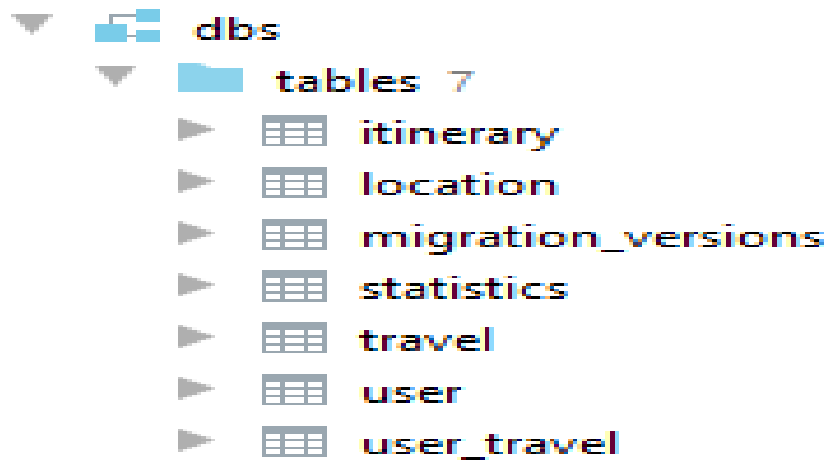 dbs
tables 7
itinerary
location
migration_versions
statistics
travel
user
user_travel